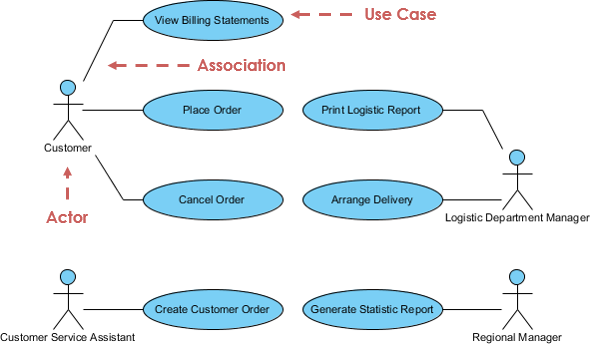 View Billing Statements
Use Case
Association
Place Order
Print Logistic Report
Customer
Actor
Cancel Order
Arrange Delivery
Logistic Department Manager
Create Customer Order
Generate Statistic Report
Customer Service Assistant
Regional Manager